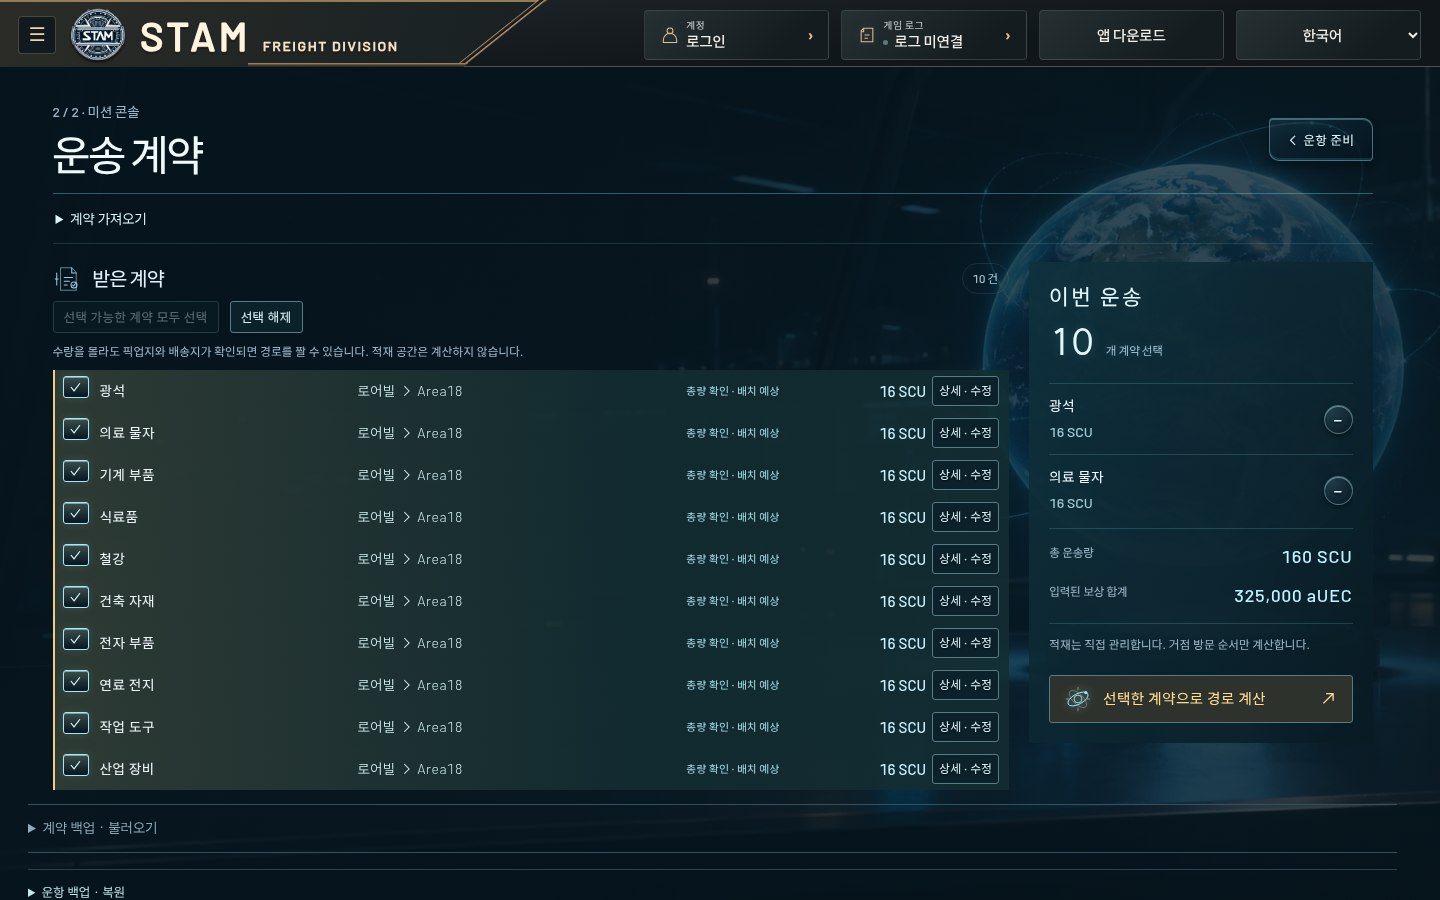 ☰ STAM STAM FREIGHT DIVISION
계정
로그인 ›
게임 로그
로그 미연결 ›
앱 다운로드
한국어
2 / 2 · 미션 콘솔
운송 계약
운항 준비
▶ 계약 가져오기
받은 계약
10 건
선택 가능한 계약 모두 선택 선택 해제
수량을 몰라도 픽업지와 배송지가 확인되면 경로를 짤 수 있습니다. 적재 공간은 계산하지 않습니다.
광석 로어빌 > Area18 총량 확인 · 배치 예상 16 SCU 상세 · 수정
의료 물자 로어빌 > Area18 총량 확인 · 배치 예상 16 SCU 상세 · 수정
기계 부품 로어빌 > Area18 총량 확인 · 배치 예상 16 SCU 상세 · 수정
식료품 로어빌 > Area18 총량 확인 · 배치 예상 16 SCU 상세 · 수정
철강 로어빌 > Area18 총량 확인 · 배치 예상 16 SCU 상세 · 수정
건축 자재 로어빌 > Area18 총량 확인 · 배치 예상 16 SCU 상세 · 수정
전자 부품 로어빌 > Area18 총량 확인 · 배치 예상 16 SCU 상세 · 수정
연료 전지 로어빌 > Area18 총량 확인 · 배치 예상 16 SCU 상세 · 수정
작업 도구 로어빌 > Area18 총량 확인 · 배치 예상 16 SCU 상세 · 수정
산업 장비 로어빌 > Area18 총량 확인 · 배치 예상 16 SCU 상세 · 수정
이번 운송
10 개 계약 선택
광석
16 SCU
−
의료 물자
16 SCU
−
총 운송량 160 SCU
입력된 보상 합계 325,000 aUEC
적재는 직접 관리합니다. 거점 방문 순서만 계산합니다.
선택한 계약으로 경로 계산
▶ 계약 백업 · 불러오기
▶ 운항 백업 · 복원